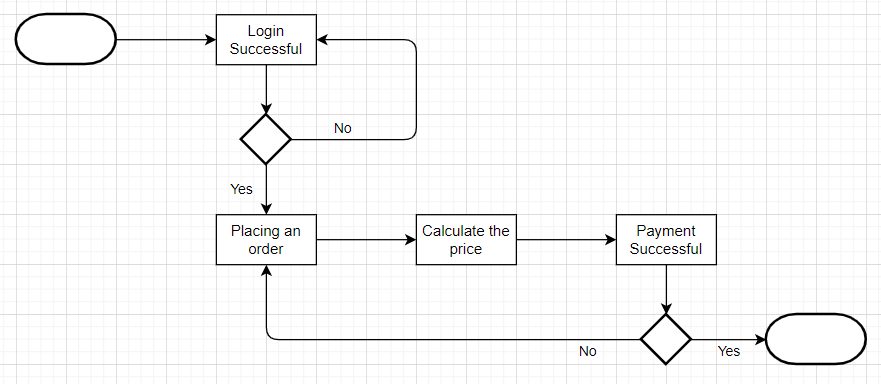 Login
Successful
No
Yes
Placing an
order
Calculate the
price
Payment
Successful
No
Yes